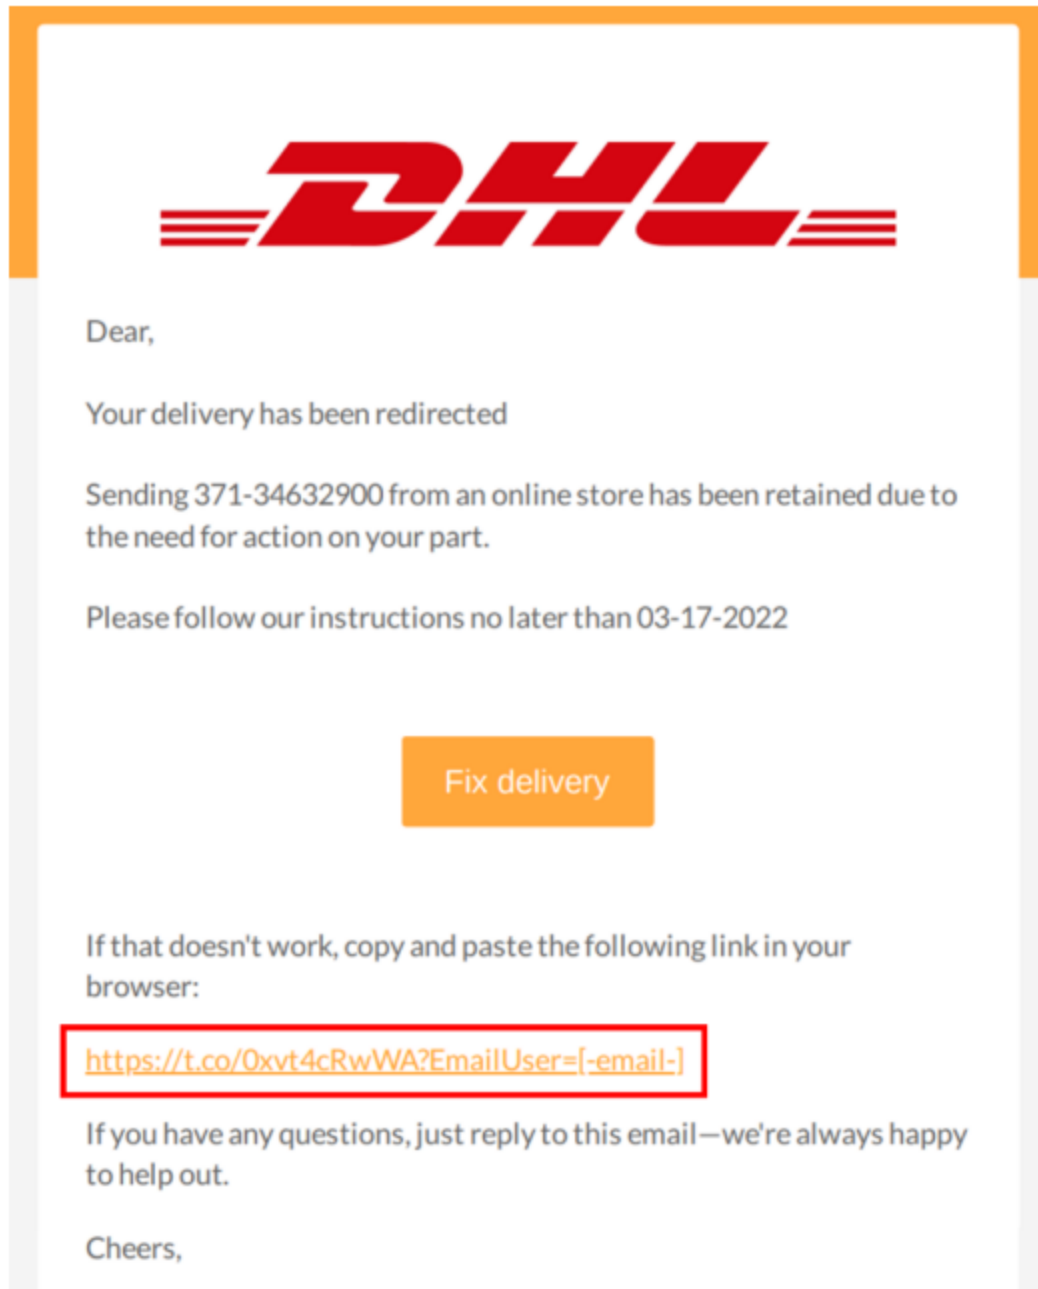 DHL
Dear,
Your delivery has been redirected
Sending 371-34632900 from an online store has been retained due to
the need for action on your part.
Please follow our instructions no later than 03-17-2022
Fix delivery
If that doesn't work, copy and paste the following link in your
browser:
https://t.co/0xvt4cRwWA?EmailUser=[-email-]
If you have any questions, just reply to this email—we're always happy
to help out.
Cheers,